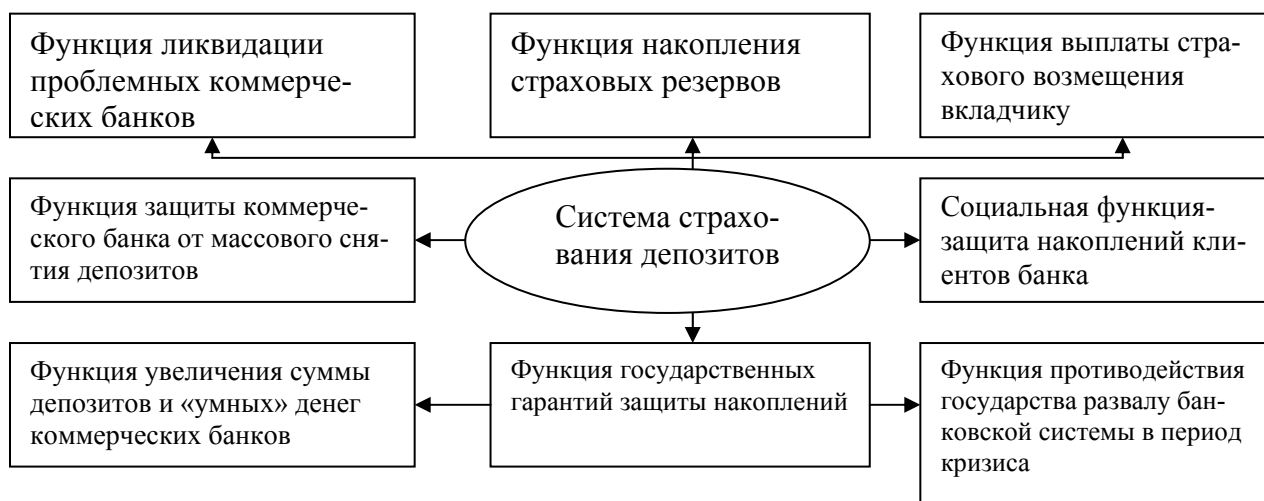 Функция ликвидации
проблемных коммерче-
ских банков
Функция накопления
страховых резервов
Функция выплаты стра-
хового возмещения
вкладчику
Функция защиты коммерче-
ского банка от массового сня-
тия депозитов
Система страхо-
вания депозитов
Социальная функция-
защита накоплений кли-
ентов банка
Функция увеличения суммы
депозитов и «умных» денег
коммерческих банков
Функция государственных
гарантий защиты накоплений
Функция противодействия
государства развалу бан-
ковской системы в период
кризиса